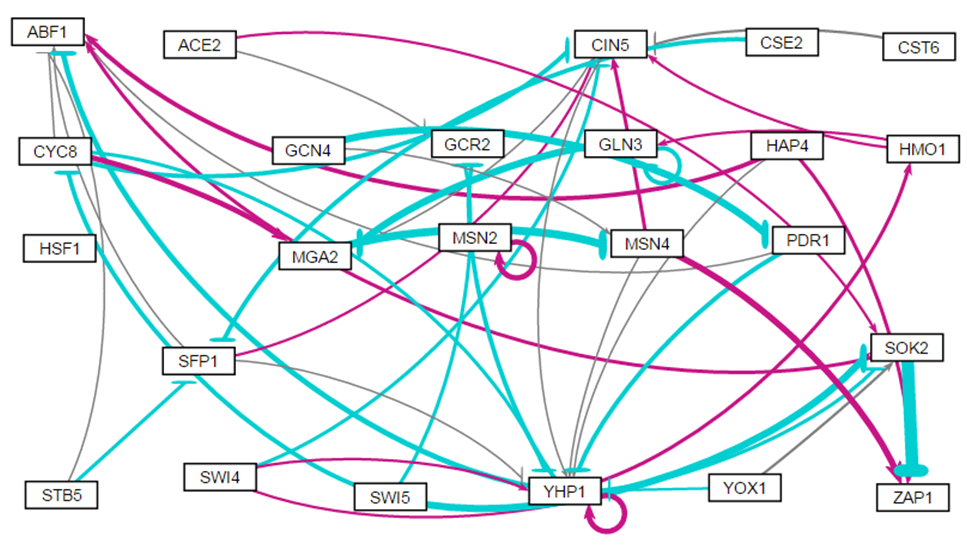 ABF1
ACE2
CIN5
CSE2
CST6
CYC8
GCN4
GCR2
GLN3
HAP4
HMO1
HSF1
MGA2
MSN2
MSN4
PDR1
SFP1
SOK2
STB5
SWI4
SWI5
YHP1
YOX1
ZAP1